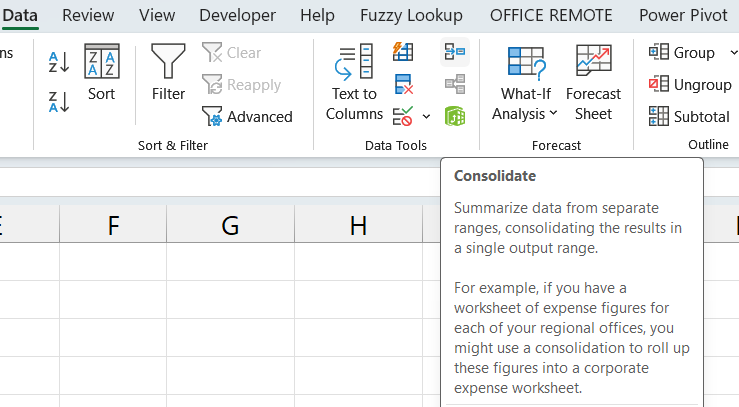 Data Review View Developer Help Fuzzy Lookup OFFICE REMOTE Power Pivot
ns
A
Z
Z A
A Z
Sort
Z
A
Filter
Clear
Reapply
Advanced
Text to
Columns
What-If
Analysis
Forecast
Sheet
Group
Ungroup
Subtotal
Sort & Filter Data Tools Forecast Outline
Consolidate
Summarize data from separate
ranges, consolidating the results in
a single output range.
For example, if you have a
worksheet of expense figures for
each of your regional offices, you
might use a consolidation to roll up
these figures into a corporate
expense worksheet.
F G H